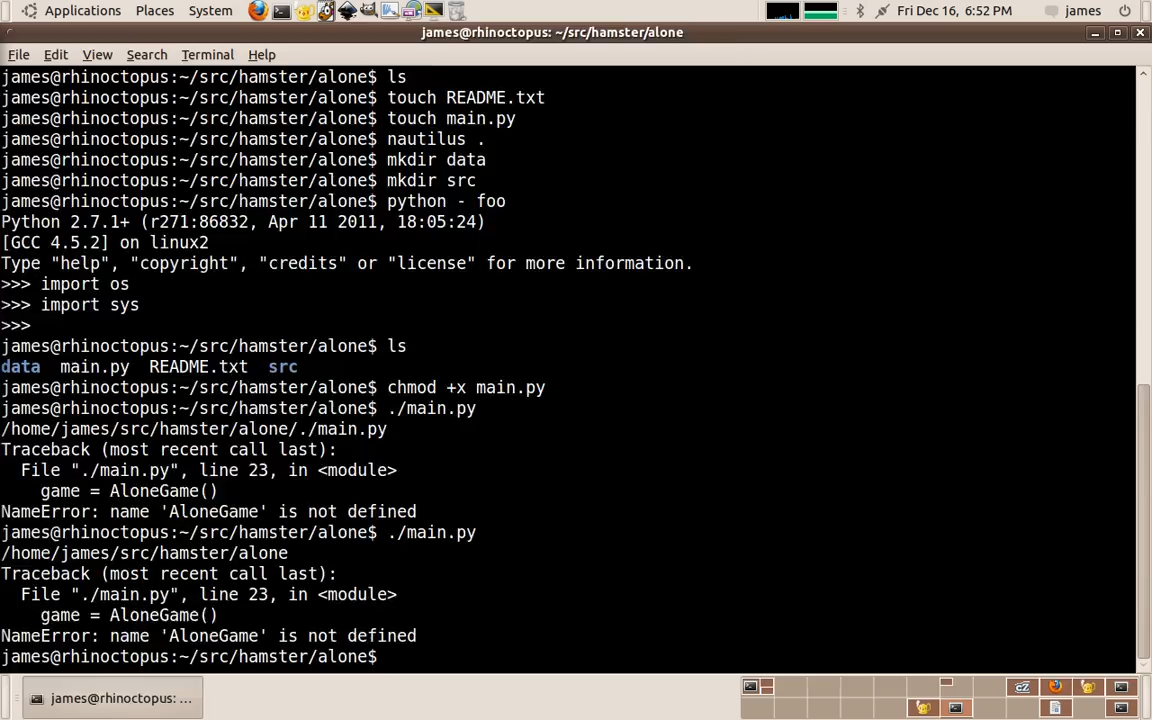 Applications Places System
Fri Dec 16, 6:52 PM james
james@rhinoctopus: ~/src/hamster/alone
File Edit View Search Terminal Help
james@rhinoctopus:~/src/hamster/alone$ ls
james@rhinoctopus:~/src/hamster/alone$ touch README.txt
james@rhinoctopus:~/src/hamster/alone$ touch main.py
james@rhinoctopus:~/src/hamster/alone$ nautilus .
james@rhinoctopus:~/src/hamster/alone$ mkdir data
james@rhinoctopus:~/src/hamster/alone$ mkdir src
james@rhinoctopus:~/src/hamster/alone$ python - foo
Python 2.7.1+ (r271:86832, Apr 11 2011, 18:05:24)
[GCC 4.5.2] on linux2
Type "help", "copyright", "credits" or "license" for more information.
>>> import os
>>> import sys
>>>
james@rhinoctopus:~/src/hamster/alone$ ls
data  main.py  README.txt  src
james@rhinoctopus:~/src/hamster/alone$ chmod +x main.py
james@rhinoctopus:~/src/hamster/alone$ ./main.py
/home/james/src/hamster/alone/./main.py
Traceback (most recent call last):
  File "./main.py", line 23, in <module>
    game = AloneGame()
NameError: name 'AloneGame' is not defined
james@rhinoctopus:~/src/hamster/alone$ ./main.py
/home/james/src/hamster/alone
Traceback (most recent call last):
  File "./main.py", line 23, in <module>
    game = AloneGame()
NameError: name 'AloneGame' is not defined
james@rhinoctopus:~/src/hamster/alone$
james@rhinoctopus: ...